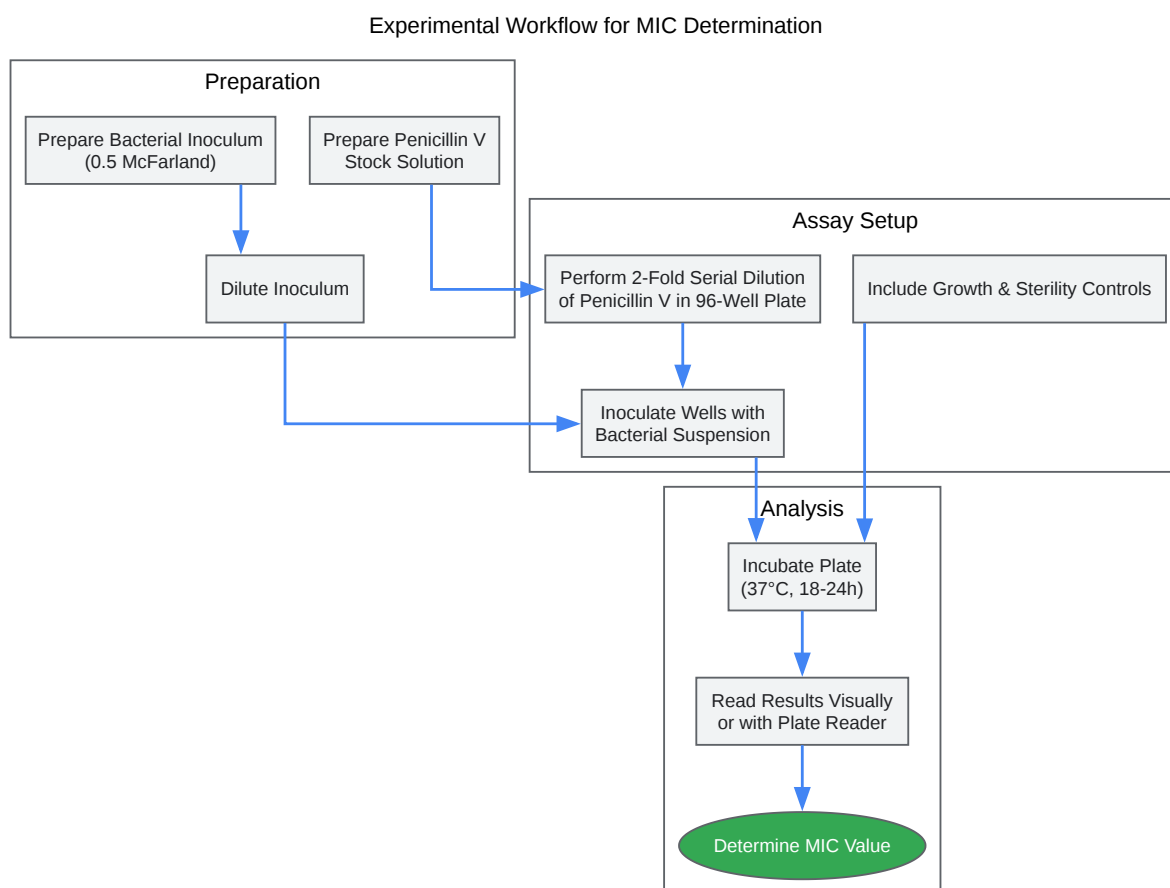 Experimental Workflow for MIC Determination
Preparation
Prepare Bacterial Inoculum
(0.5 McFarland)
Prepare Penicillin V
Stock Solution
Dilute Inoculum
Assay Setup
Perform 2-Fold Serial Dilution
of Penicillin V in 96-Well Plate
Include Growth & Sterility Controls
Inoculate Wells with
Bacterial Suspension
Analysis
Incubate Plate
(37°C, 18-24h)
Read Results Visually
or with Plate Reader
Determine MIC Value